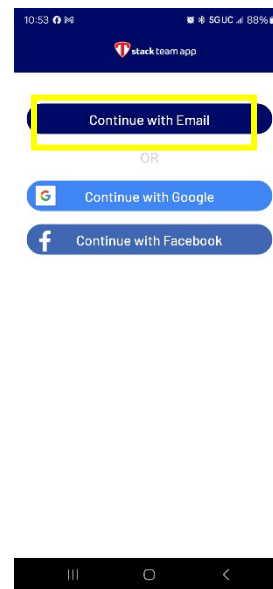 10:53 5GUC 88%
stack team app
Continue with Email
OR
Continue with Google
Continue with Facebook